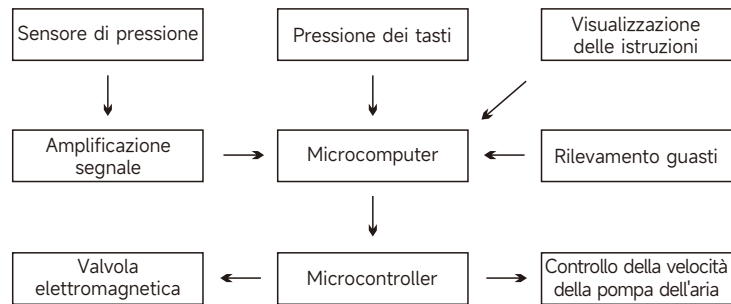 Sensore di pressione
Pressione dei tasti
Visualizzazione
delle istruzioni
Amplificazione
segnale
Microcomputer
Rilevamento guasti
Valvola
elettromagnetica
Microcontroller
Controllo della velocità
della pompa dell'aria